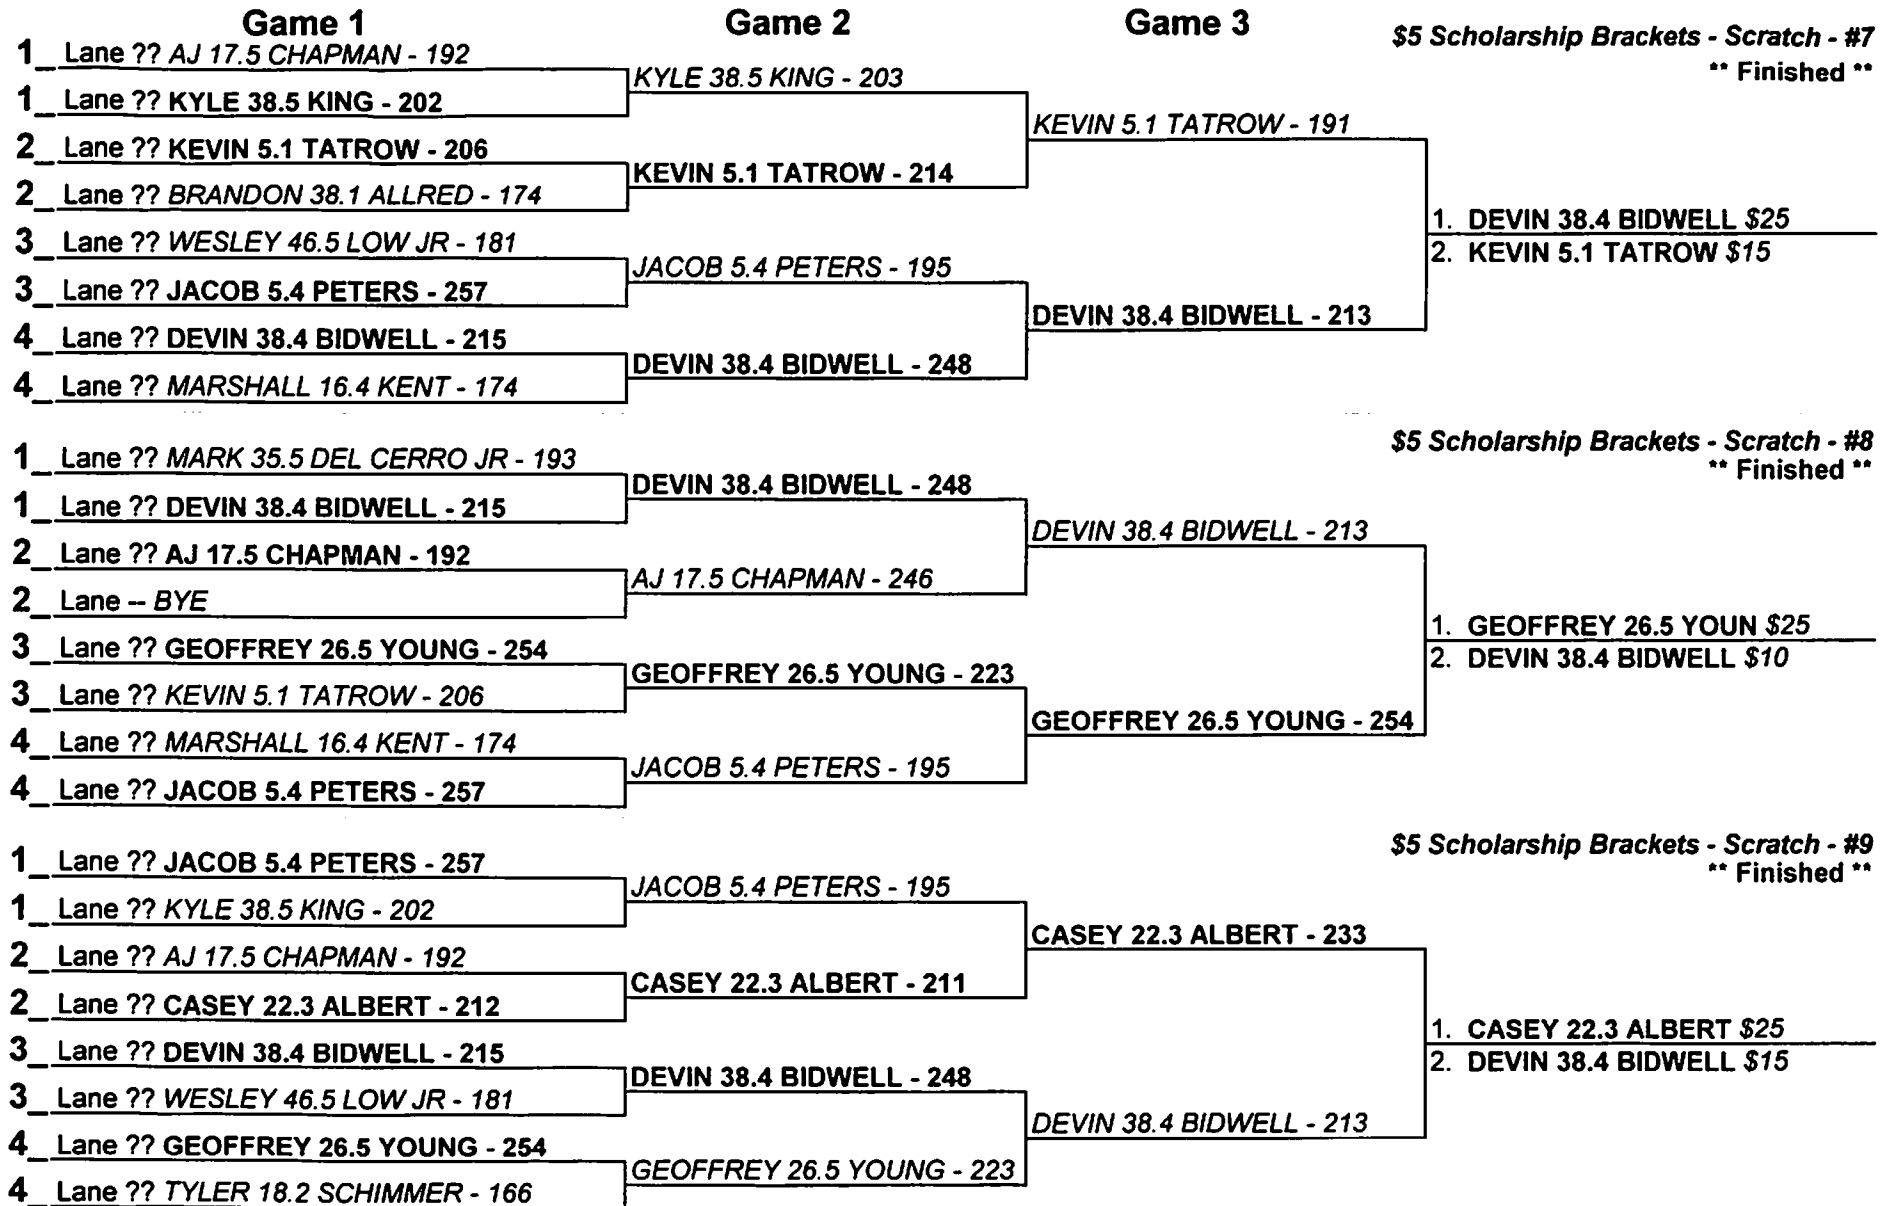 Game 1 Game 2 Game 3
$5 Scholarship Brackets - Scratch - #7
** Finished **
1_ Lane ?? AJ 17.5 CHAPMAN - 192
KYLE 38.5 KING - 203
1_ Lane ?? KYLE 38.5 KING - 202
KEVIN 5.1 TATROW - 191
2_ Lane ?? KEVIN 5.1 TATROW - 206
KEVIN 5.1 TATROW - 214
2_ Lane ?? BRANDON 38.1 ALLRED - 174
1. DEVIN 38.4 BIDWELL $25
3_ Lane ?? WESLEY 46.5 LOW JR - 181
2. KEVIN 5.1 TATROW $15
JACOB 5.4 PETERS - 195
3_ Lane ?? JACOB 5.4 PETERS - 257
DEVIN 38.4 BIDWELL - 213
4_ Lane ?? DEVIN 38.4 BIDWELL - 215
DEVIN 38.4 BIDWELL - 248
4_ Lane ?? MARSHALL 16.4 KENT - 174
$5 Scholarship Brackets - Scratch - #8
** Finished **
1_ Lane ?? MARK 35.5 DEL CERRO JR - 193
DEVIN 38.4 BIDWELL - 248
1_ Lane ?? DEVIN 38.4 BIDWELL - 215
DEVIN 38.4 BIDWELL - 213
2_ Lane ?? AJ 17.5 CHAPMAN - 192
AJ 17.5 CHAPMAN - 246
2_ Lane -- BYE
1. GEOFFREY 26.5 YOUN $25
3_ Lane ?? GEOFFREY 26.5 YOUNG - 254
2. DEVIN 38.4 BIDWELL $10
GEOFFREY 26.5 YOUNG - 223
3_ Lane ?? KEVIN 5.1 TATROW - 206
GEOFFREY 26.5 YOUNG - 254
4_ Lane ?? MARSHALL 16.4 KENT - 174
JACOB 5.4 PETERS - 195
4_ Lane ?? JACOB 5.4 PETERS - 257
$5 Scholarship Brackets - Scratch - #9
** Finished **
1_ Lane ?? JACOB 5.4 PETERS - 257
JACOB 5.4 PETERS - 195
1_ Lane ?? KYLE 38.5 KING - 202
CASEY 22.3 ALBERT - 233
2_ Lane ?? AJ 17.5 CHAPMAN - 192
CASEY 22.3 ALBERT - 211
2_ Lane ?? CASEY 22.3 ALBERT - 212
1. CASEY 22.3 ALBERT $25
3_ Lane ?? DEVIN 38.4 BIDWELL - 215
2. DEVIN 38.4 BIDWELL $15
DEVIN 38.4 BIDWELL - 248
3_ Lane ?? WESLEY 46.5 LOW JR - 181
DEVIN 38.4 BIDWELL - 213
4_ Lane ?? GEOFFREY 26.5 YOUNG - 254
GEOFFREY 26.5 YOUNG - 223
4_ Lane ?? TYLER 18.2 SCHIMMER - 166